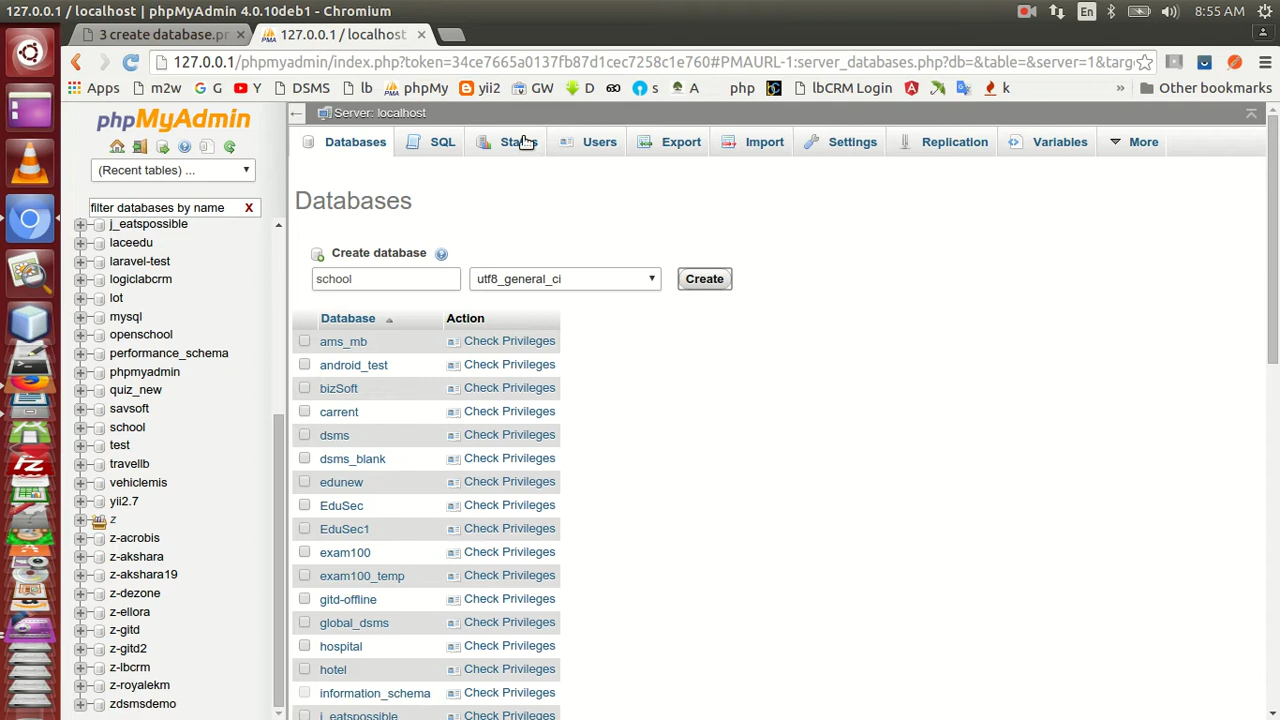 127.0.0.1 / localhost | phpMyAdmin 4.0.10deb1 - Chromium
En
8:55 AM
3 create database.pr
127.0.0.1 / localhost
127.0.0.1/phpmyadmin/index.php?token=34ce7665a0137fb87d1cec7258c1e760#PMAURL-1:server_databases.php?db=&table=&server=1&targ
Apps m2w G YouT DSMS lb phpMy yii2 GW D s A php lbCRM Login k » Other bookmarks
phpMyAdmin
(Recent tables) ...
filter databases by name X
j_eatspossible
laceedu
laravel-test
logiclabcrm
lot
mysql
openschool
performance_schema
phpmyadmin
quiz_new
savsoft
school
test
travellb
vehiclemis
yii2.7
z
z-acrobis
z-akshara
z-akshara19
z-dezone
z-ellora
z-gitd
z-gitd2
z-lbcrm
z-royalekm
zdsmsdemo
Server: localhost
Databases SQL Users Export Import Settings Replication Variables More
Databases
Create database
school utf8_general_ci Create
Database Action
ams_mb Check Privileges
android_test Check Privileges
bizSoft Check Privileges
carrent Check Privileges
dsms Check Privileges
dsms_blank Check Privileges
edunew Check Privileges
EduSec Check Privileges
EduSec1 Check Privileges
exam100 Check Privileges
exam100_temp Check Privileges
gitd-offline Check Privileges
global_dsms Check Privileges
hospital Check Privileges
hotel Check Privileges
information_schema Check Privileges
j_eatspossible Check Privileges